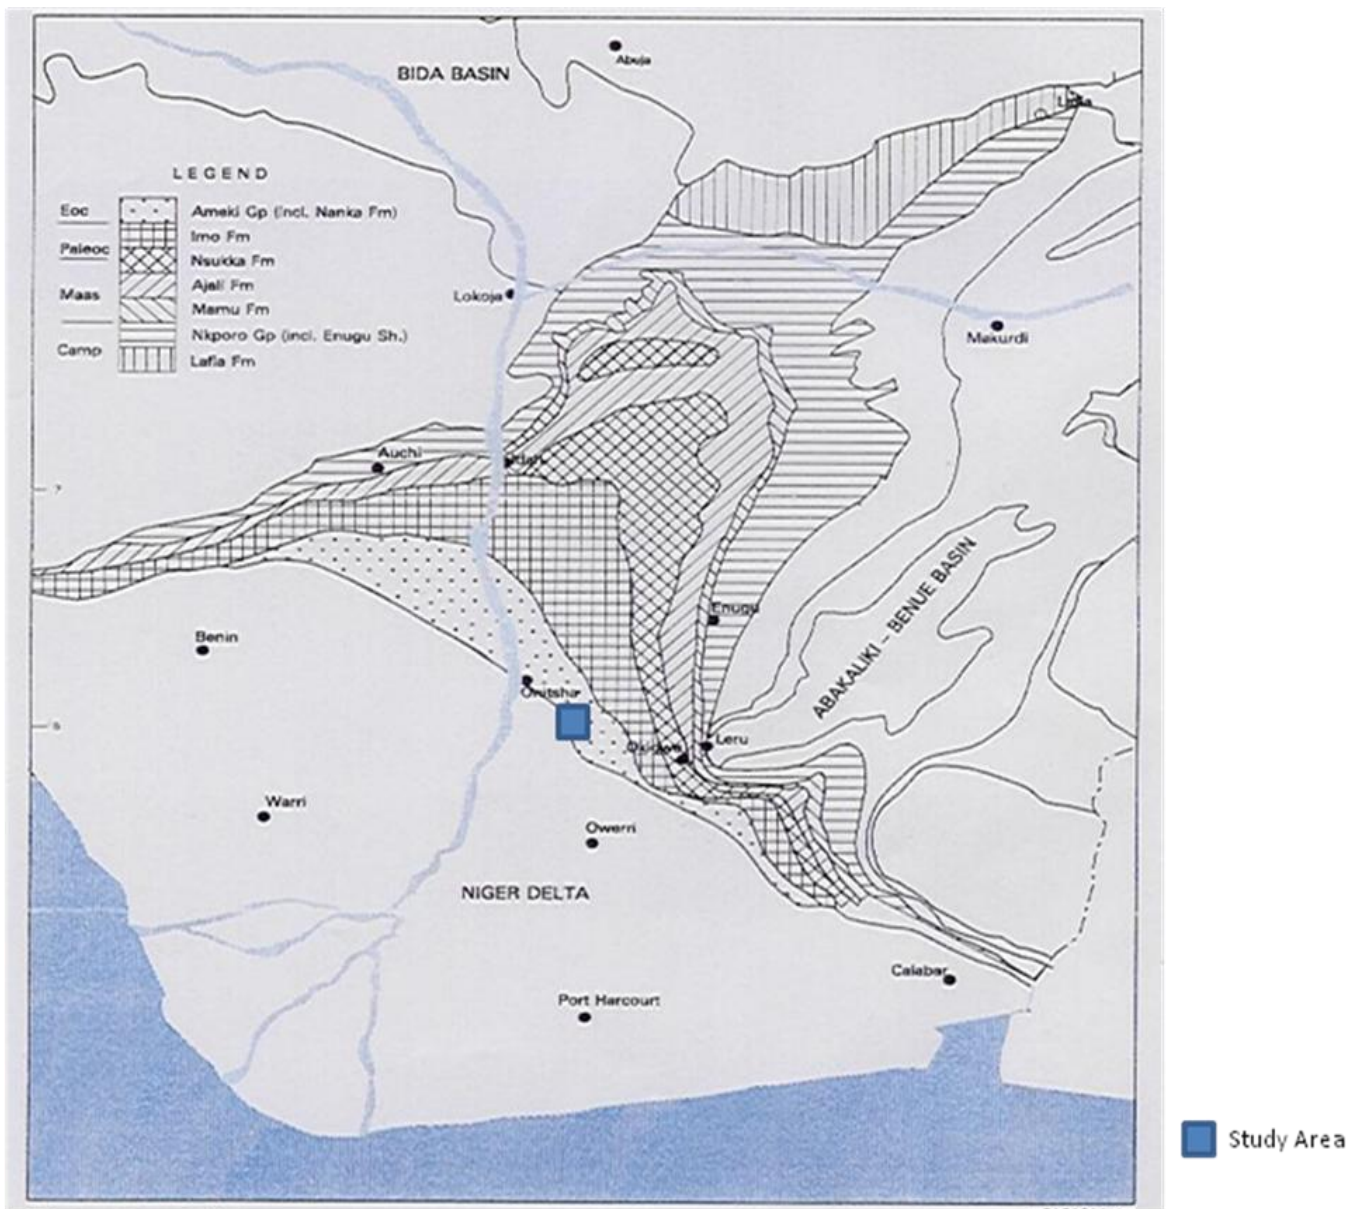 Abuja
BIDA BASIN
LEGEND
Eoc
Ameki Gp (incl. Nanka Fm)
Imo Fm
Paleoc
Nsukka Fm
Ajali Fm
Maas
Mamu Fm
Nkporo Gp (incl. Enugu Sh.)
Camp
Lafia Fm
Lokoja
Makurdi
Auchi
7
Enugu
ABAKALIKI - BENUE BASIN
Benin
Onitsha
6
Leru
Warri
Owerri
NIGER DELTA
Calabar
Port Harcourt
Study Area